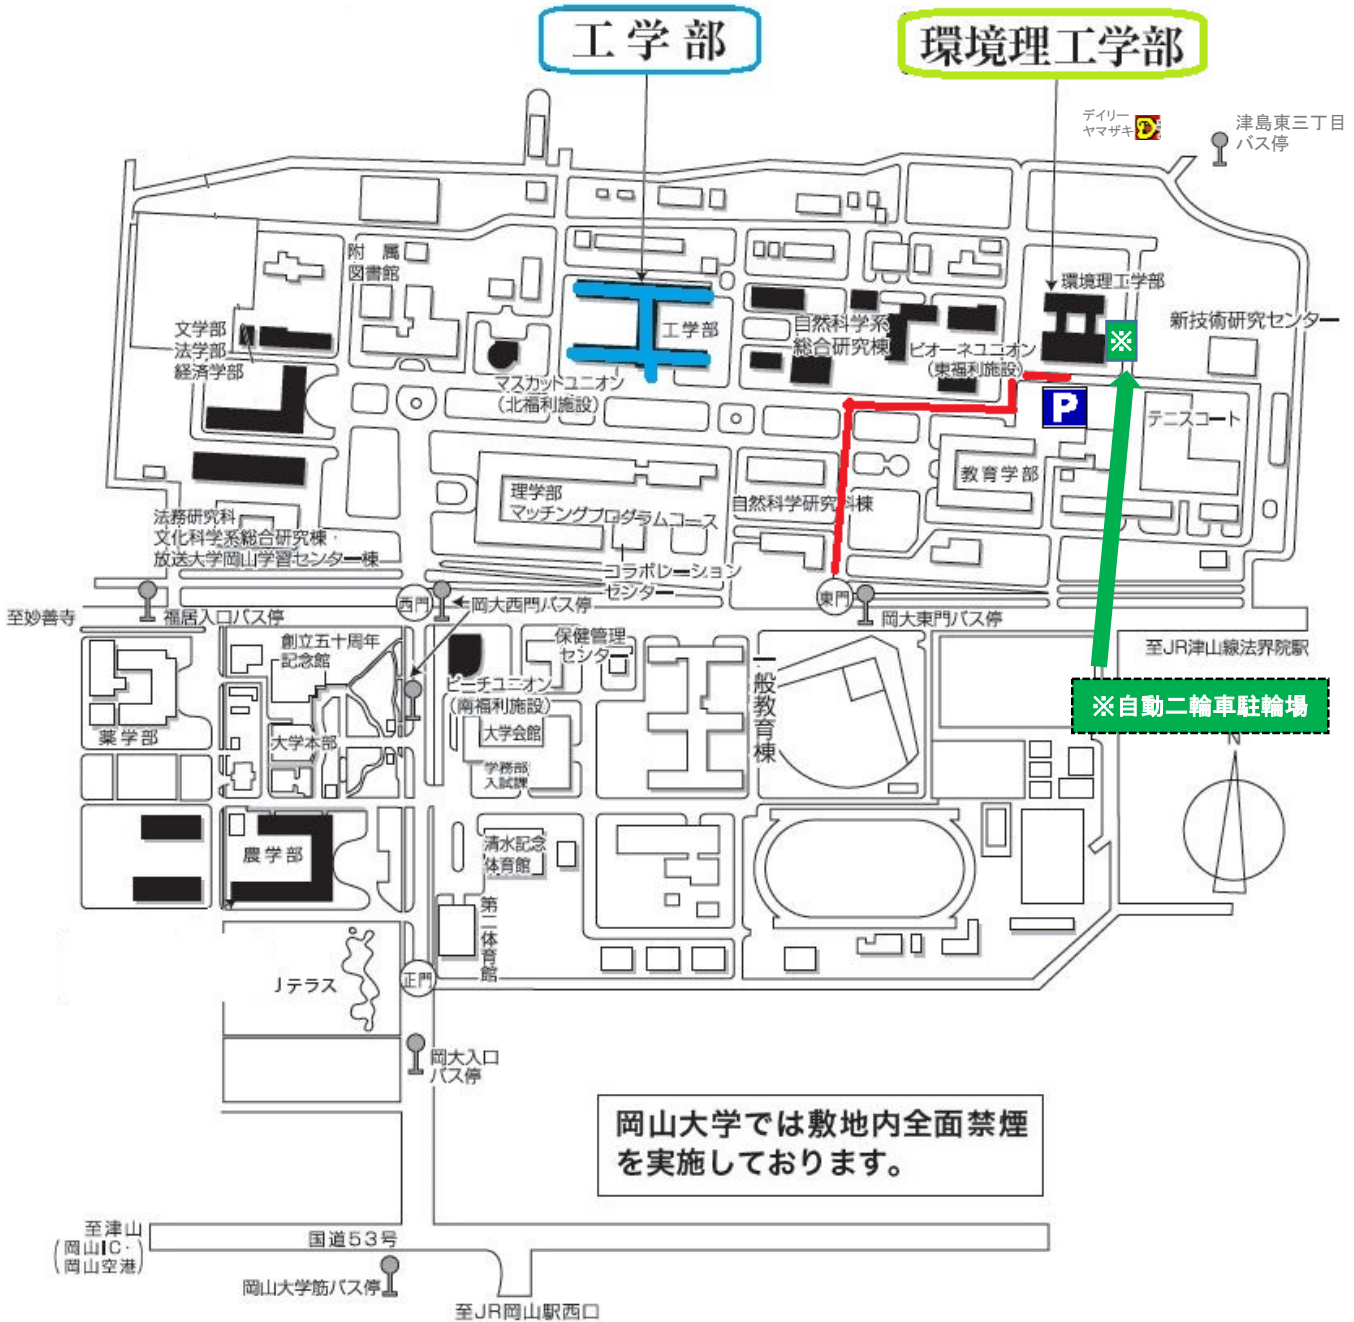 工学部
環境理工学部
デイリー
ヤマザキ
津島東三丁目
バス停
附属
図書館
環境理工学部
新技術研究センター
文学部
法学部
経済学部
工学部
自然科学系
総合研究棟
※
ピオーネユニオン
(東福利施設)
マスカットユニオン
(北福利施設)
P
テニスコート
教育学部
理学部
マッチングプログラムコース
自然科学研究科棟
法務研究科
文化科学系総合研究棟・
放送大学岡山学習センター棟
コラボレーション
センター
至妙善寺
福居入口バス停
西門
岡大西門バス停
東門
岡大東門バス停
至JR津山線法界院駅
創立五十周年
記念館
保健管理
センター
ピーチユニオン
(南福利施設)
一般教育棟
※自動二輪車駐輪場
薬学部
大学本部
大学会館
学務部
入試課
N
農学部
清水記念
体育館
第二体育館
Jテラス
正門
岡大入口
バス停
岡山大学では敷地内全面禁煙
を実施しております。
至津山
(岡山IC・
岡山空港)
国道53号
岡山大学筋バス停
至JR岡山駅西口